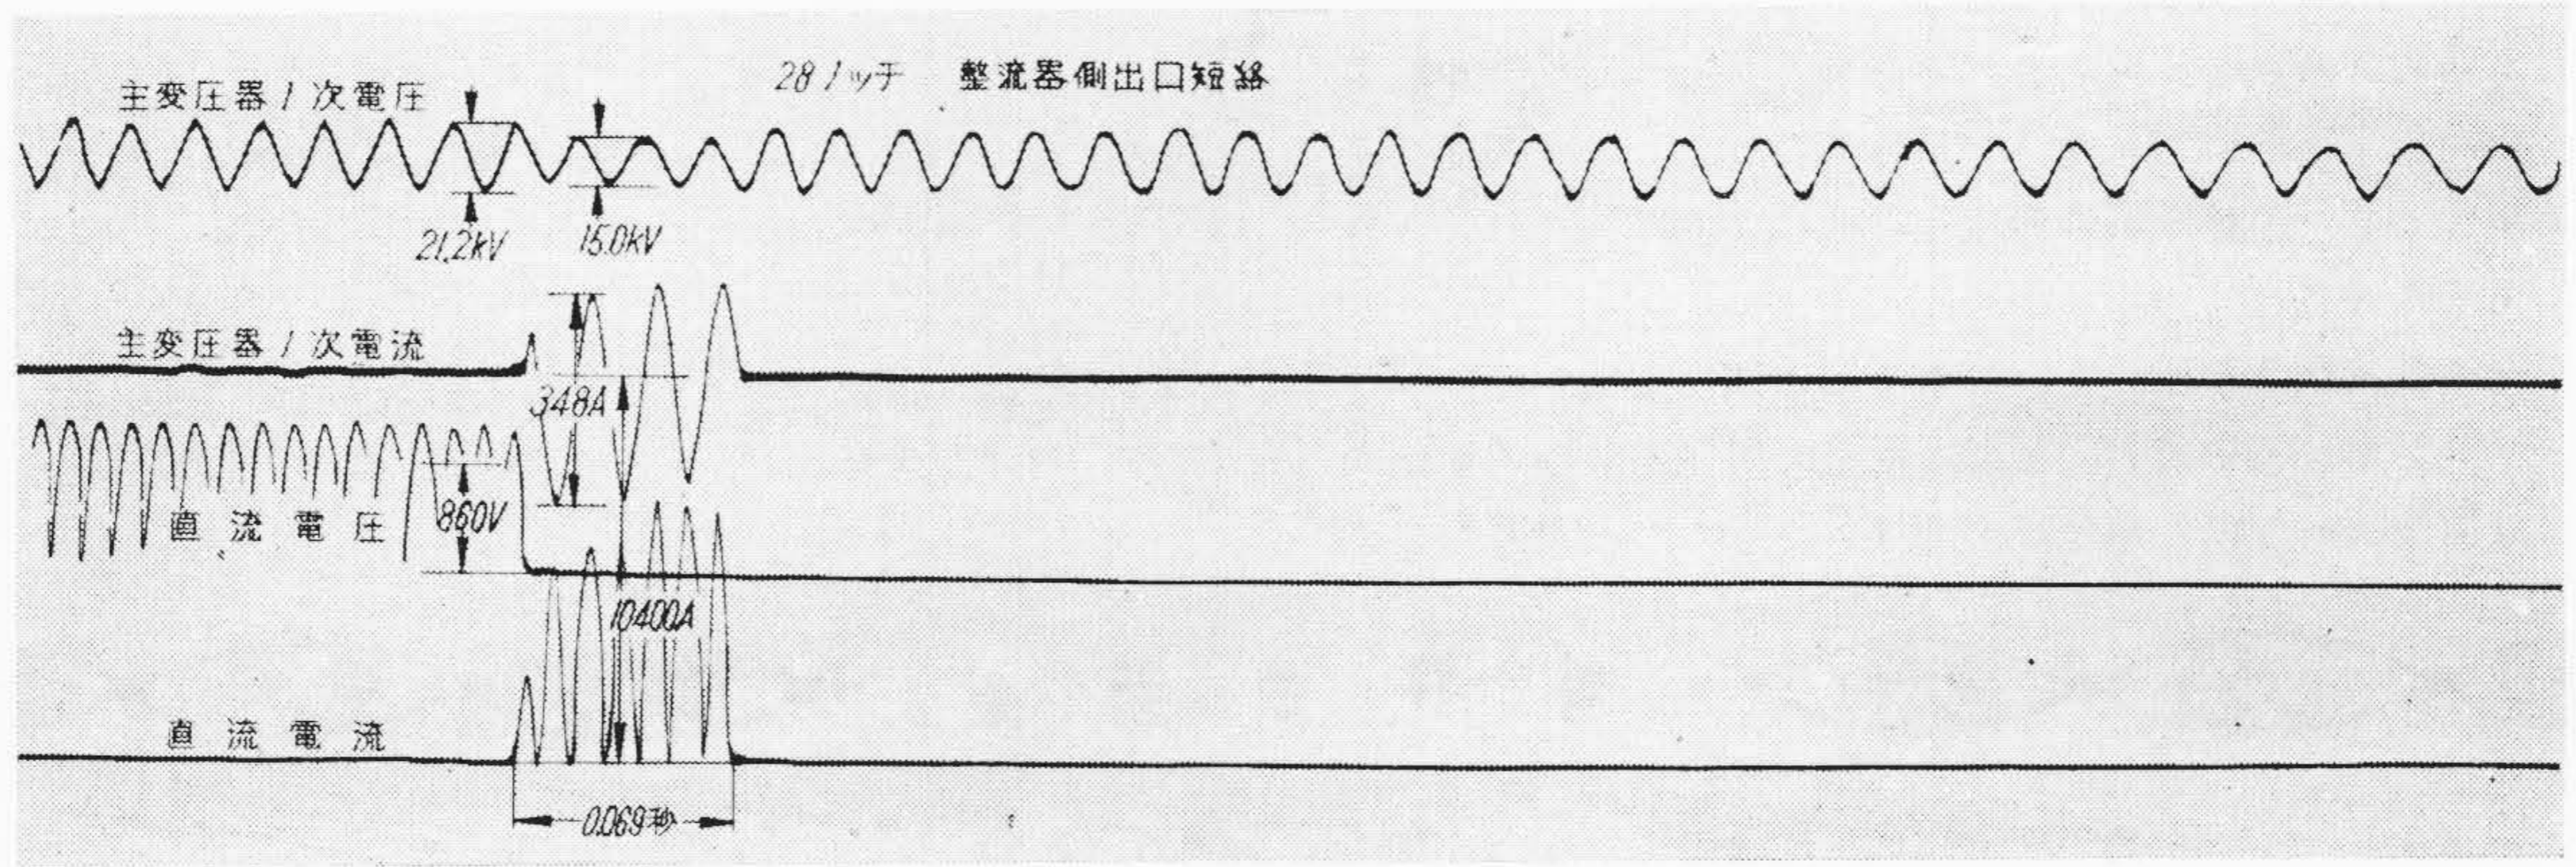 28ノッチ 整流器側出口短絡
主変圧器1次電圧
21.2kV
15.0kV
主変圧器1次電流
348A
直流電圧
860V
10400A
直流電流
0.069秒